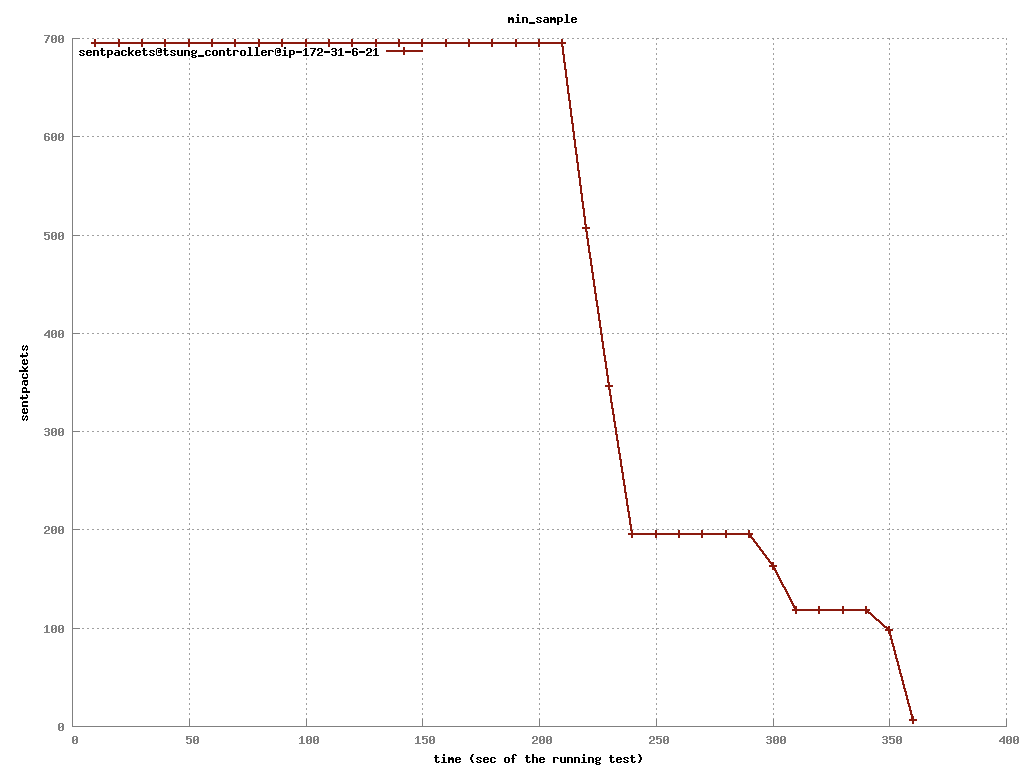 min_sample
700
sentpackets@tsung_controller@ip-172-31-6-21
600
500
400
sentpackets
300
200
100
0
0 50 100 150 200 250 300 350 400
time (sec of the running test)